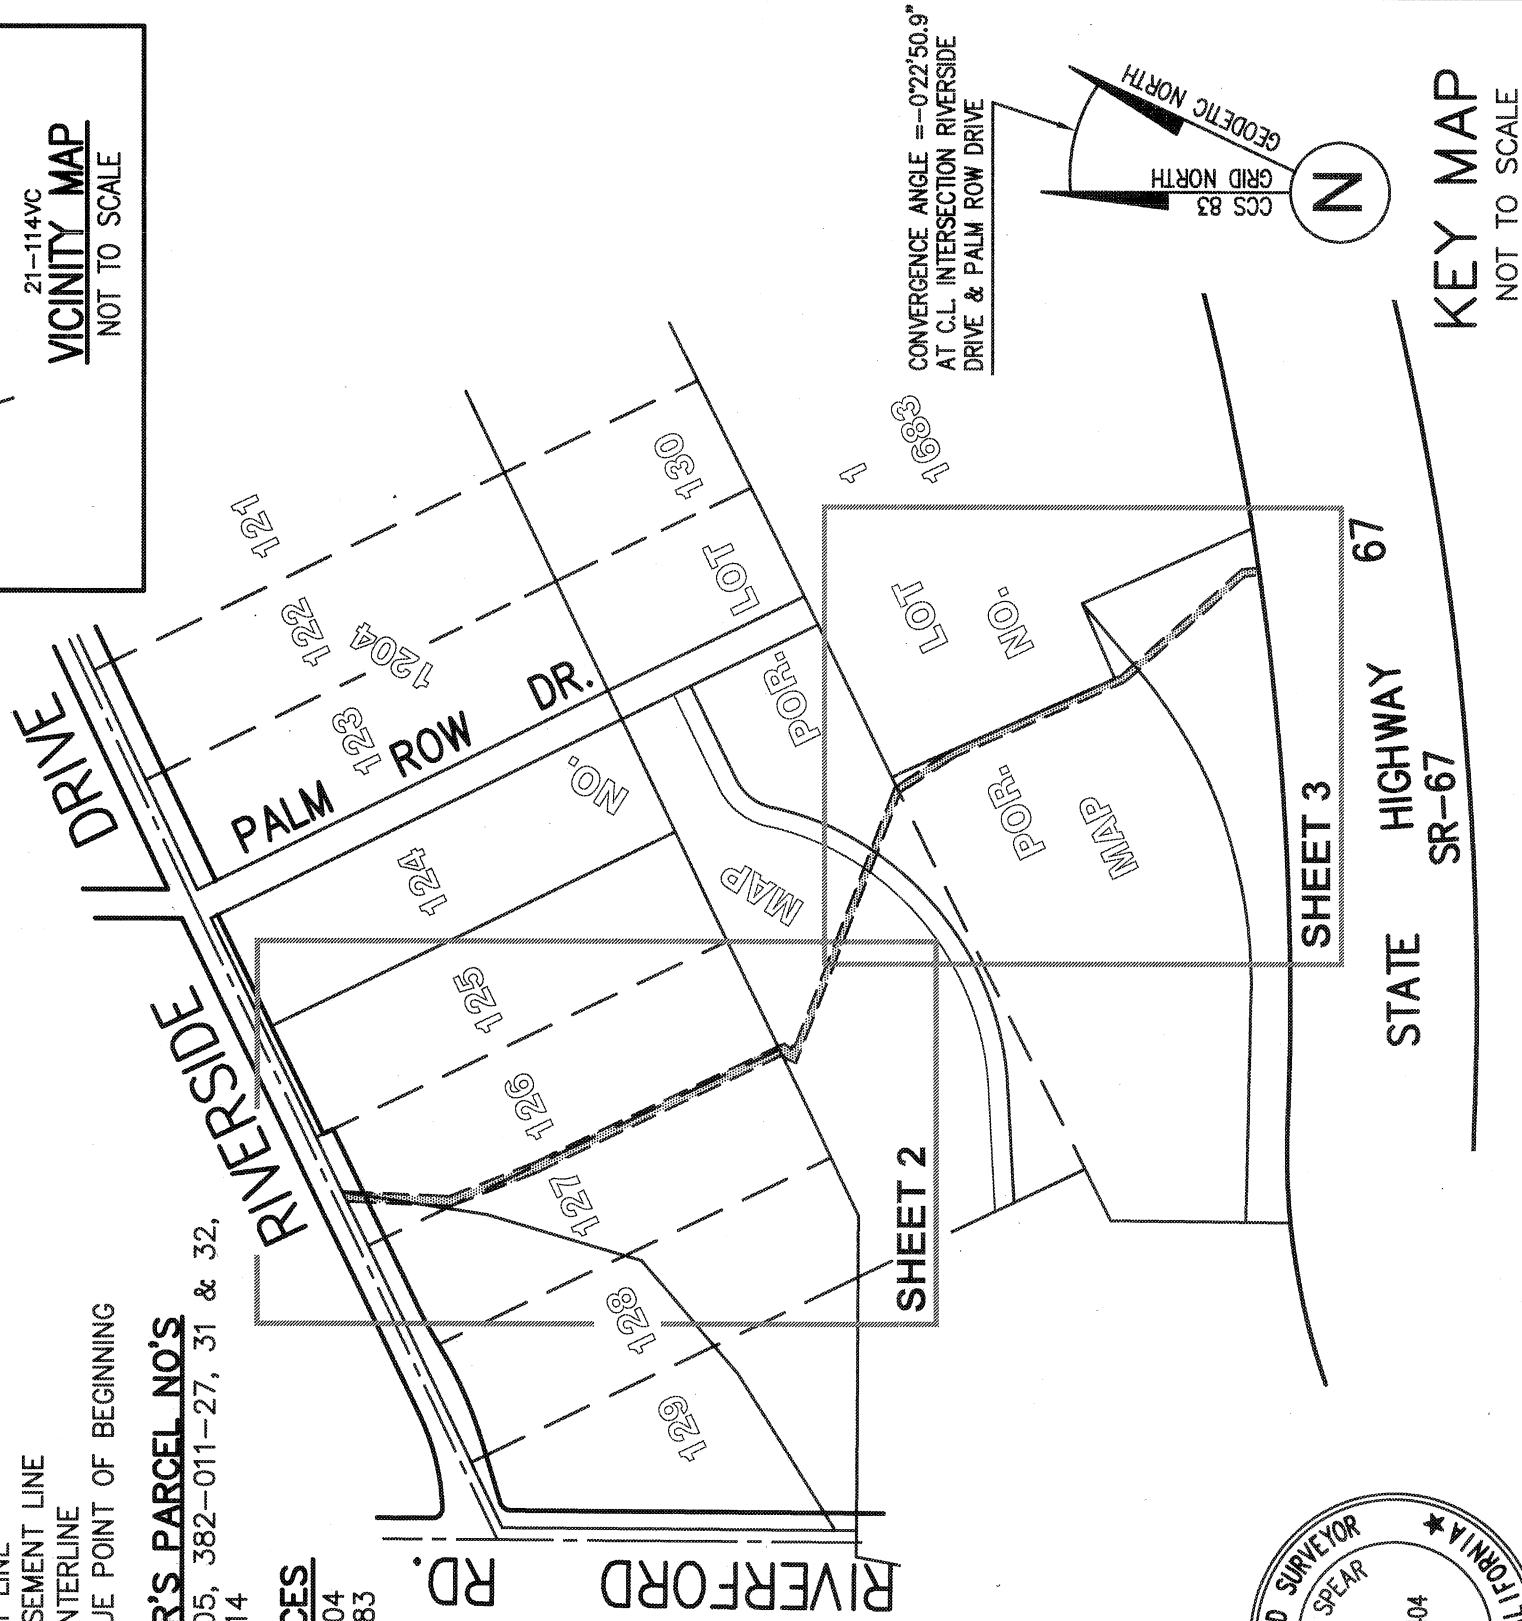 21-114VC
VICINITY MAP
NOT TO SCALE
SEMENT LINE
NTERLINE
UE POINT OF BEGINNING
R'S PARCEL NO'S
05, 382-011-27, 31 & 32,
14
CES
04
83
RIVERSIDE DRIVE
PALM ROW DR.
121
122
1204
123
124
NO.
125
126
127
128
129
MAP
LOT 130
POR.
LOT 1
NO. 1683
POR.
MAP
SHEET 2
SHEET 3
RIVERFORD RD.
STATE HIGHWAY 67
SR-67
CONVERGENCE ANGLE =-0°22'50.9"
AT C.L. INTERSECTION RIVERSIDE
DRIVE & PALM ROW DRIVE
CCS 83
GRID NORTH
GEODETIC NORTH
N
KEY MAP
NOT TO SCALE
D SURVEYOR
SPEAR
-04
LIFORNIA